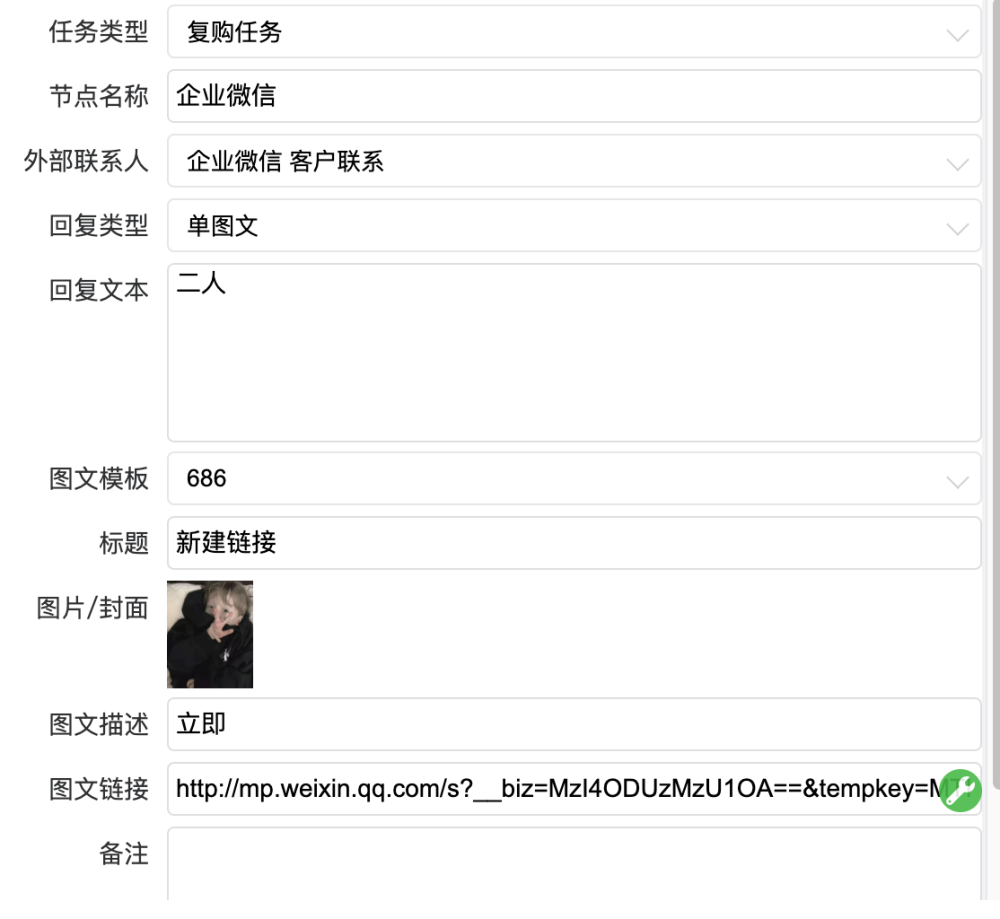 任务类型 复购任务
节点名称 企业微信
外部联系人 企业微信 客户联系
回复类型 单图文
回复文本 二人
图文模板 686
标题 新建链接
图片/封面
图文描述 立即
图文链接 http://mp.weixin.qq.com/s?__biz=MzI4ODUzMzU1OA==&tempkey=MT
备注